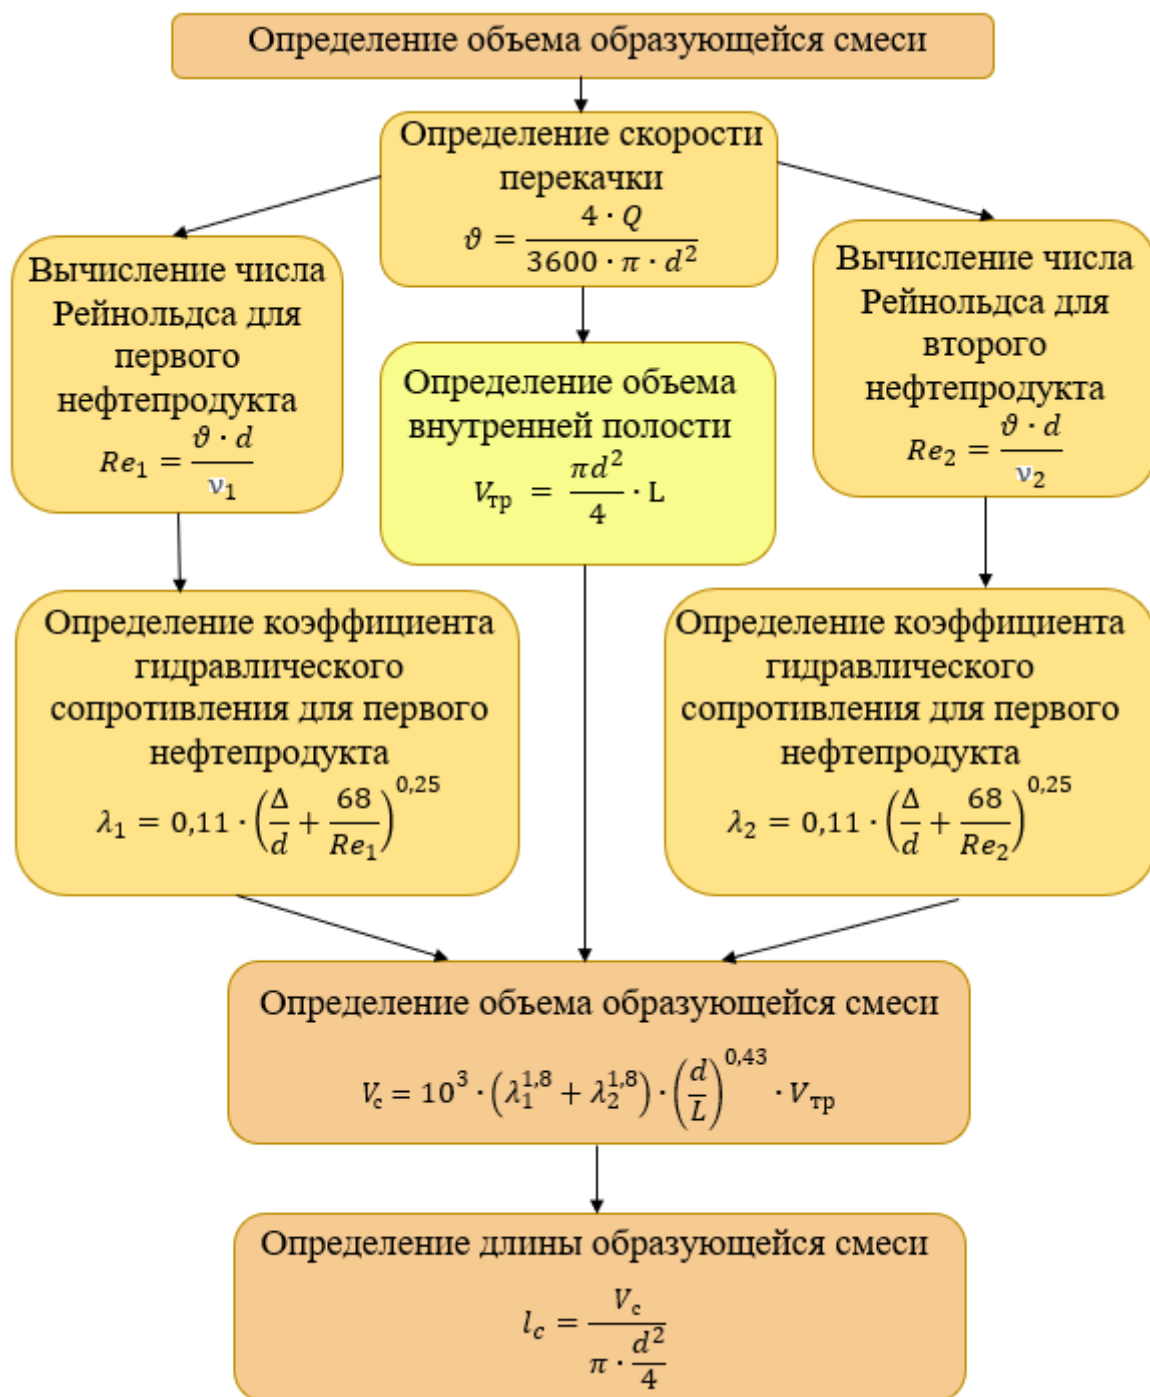 Определение объема образующейся смеси
Определение скорости
перекачки
ϑ = 4 · Q / 3600 · π · d²
Вычисление числа
Рейнольдса для
первого
нефтепродукта
Re₁ = ϑ · d / ν₁
Определение объема
внутренней полости
Vтр = πd² / 4 · L
Вычисление числа
Рейнольдса для
второго
нефтепродукта
Re₂ = ϑ · d / ν₂
Определение коэффициента
гидравлического
сопротивления для первого
нефтепродукта
λ₁ = 0,11 · (Δ/d + 68/Re₁)^0,25
Определение коэффициента
гидравлического
сопротивления для первого
нефтепродукта
λ₂ = 0,11 · (Δ/d + 68/Re₂)^0,25
Определение объема образующейся смеси
Vс = 10³ · (λ₁^1,8 + λ₂^1,8) · (d/L)^0,43 · Vтр
Определение длины образующейся смеси
lс = Vс / π · d²/4